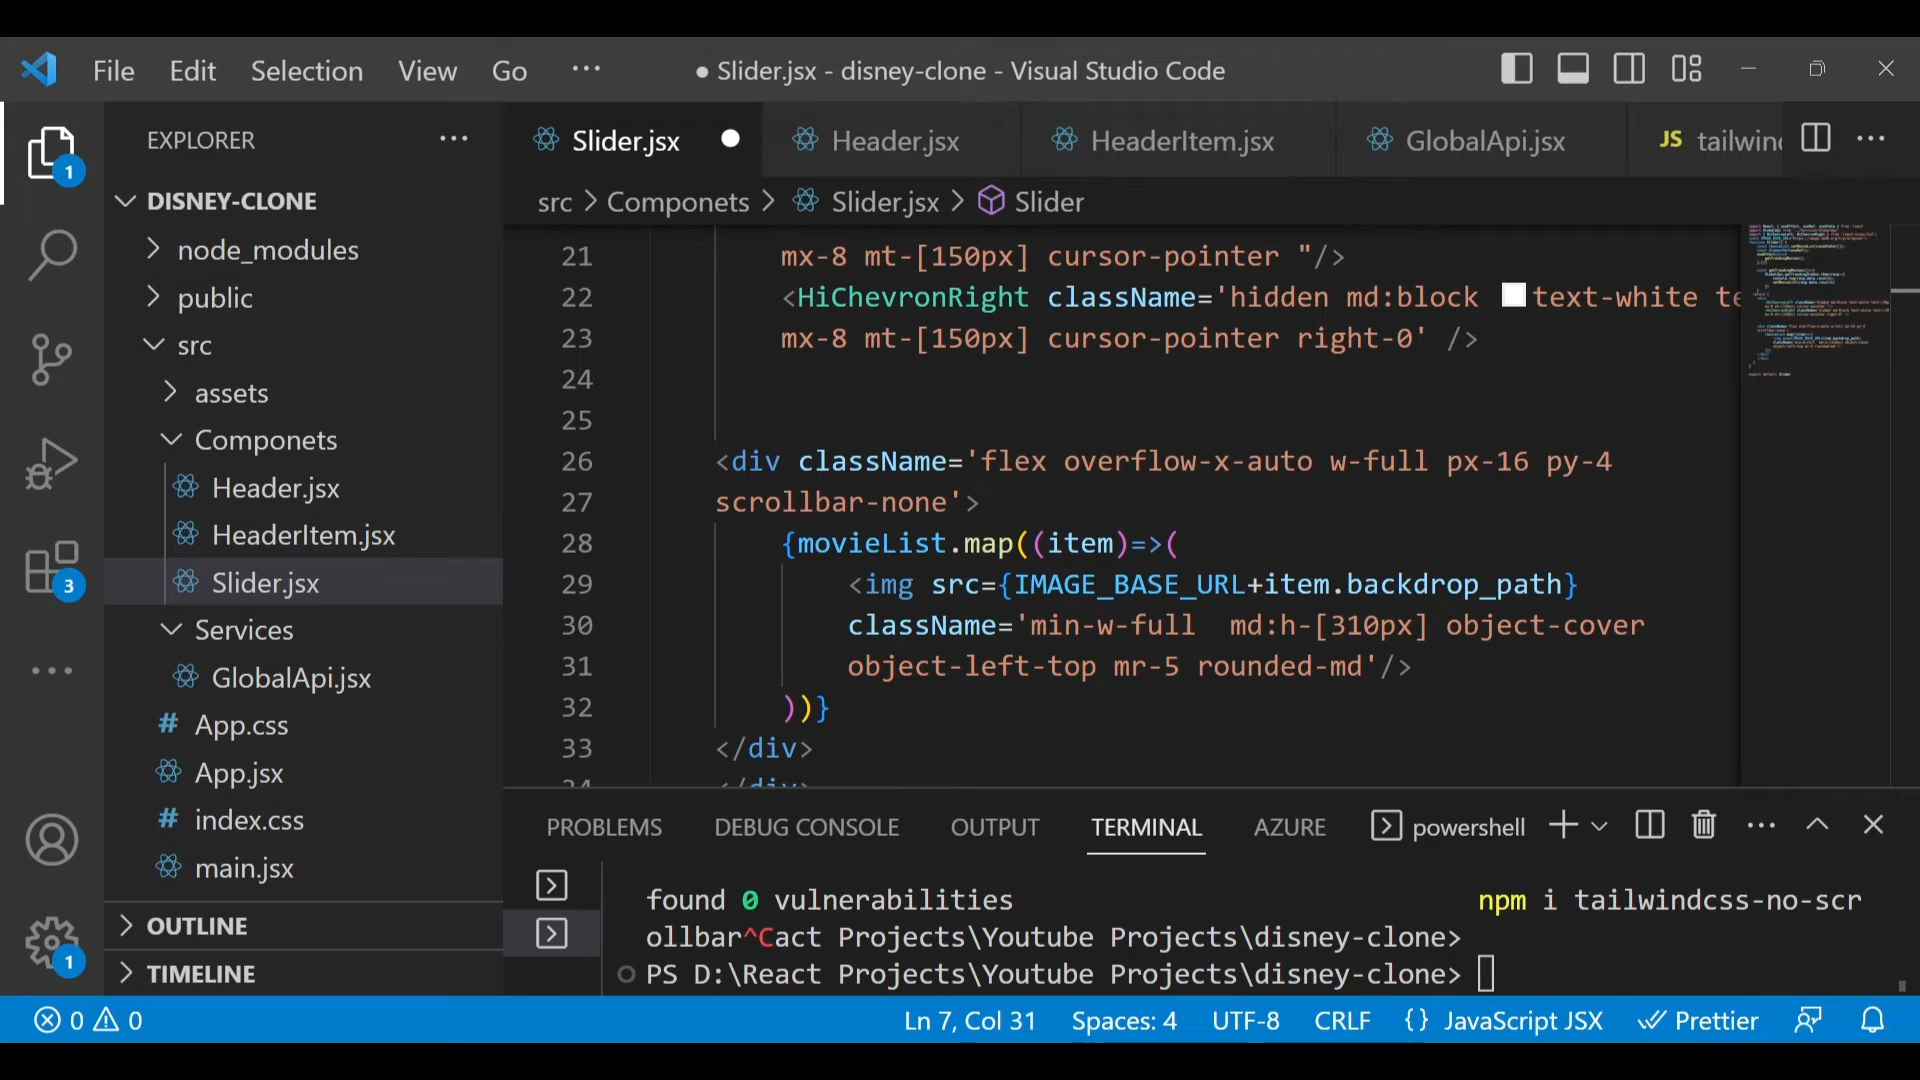 File Edit Selection View Go ··· ● Slider.jsx - disney-clone - Visual Studio Code
EXPLORER ···
Slider.jsx Header.jsx HeaderItem.jsx GlobalApi.jsx JS tailwind ···
src > Componets > Slider.jsx > Slider
DISNEY-CLONE
node_modules
public
src
assets
Componets
Header.jsx
HeaderItem.jsx
Slider.jsx
Services
GlobalApi.jsx
# App.css
App.jsx
# index.css
main.jsx
OUTLINE
TIMELINE
1
3
1
21 mx-8 mt-[150px] cursor-pointer "/>
22 <HiChevronRight className='hidden md:block text-white te
23 mx-8 mt-[150px] cursor-pointer right-0' />
24
25
26 <div className='flex overflow-x-auto w-full px-16 py-4
27 scrollbar-none'>
28 {movieList.map((item)=>(
29 <img src={IMAGE_BASE_URL+item.backdrop_path}
30 className='min-w-full  md:h-[310px] object-cover
31 object-left-top mr-5 rounded-md'/>
32 ))}
33 </div>
34 </div>
PROBLEMS DEBUG CONSOLE OUTPUT TERMINAL AZURE powershell ···
found 0 vulnerabilities npm i tailwindcss-no-scr
ollbar^Cact Projects\Youtube Projects\disney-clone>
PS D:\React Projects\Youtube Projects\disney-clone>
0 0 Ln 7, Col 31 Spaces: 4 UTF-8 CRLF {} JavaScript JSX Prettier